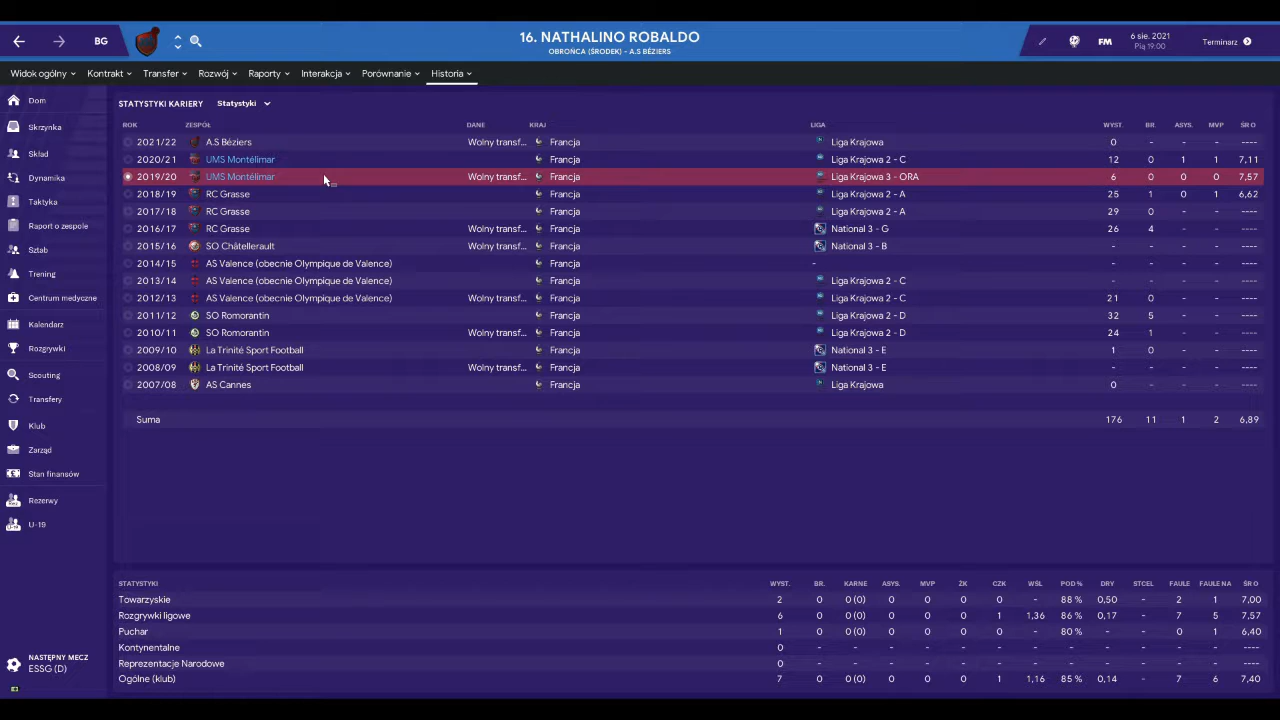 BG
16. NATHALINO ROBALDO
OBROŃCA (ŚRODEK) - A.S BÉZIERS
FM
6 sie. 2021
Pią 19:00
Terminarz
Widok ogólny Kontrakt Transfer Rozwój Raporty Interakcja Porównanie Historia
Dom
Skrzynka
Skład
Dynamika
Taktyka
Raport o zespole
Sztab
Trening
Centrum medyczne
Kalendarz
Rozgrywki
Scouting
Transfery
Klub
Zarząd
Stan finansów
Rezerwy
U-19
NASTĘPNY MECZ
ESSG (D)
STATYSTYKI KARIERY Statystyki
ROK ZESPÓŁ DANE KRAJ LIGA WYST. BR. ASYS. MVP ŚR O
2021/22 A.S Béziers Wolny transf... Francja Liga Krajowa 0 - - - ----
2020/21 UMS Montélimar Francja Liga Krajowa 2 - C 12 0 1 1 7,11
2019/20 UMS Montélimar Wolny transf... Francja Liga Krajowa 3 - ORA 6 0 0 0 7,57
2018/19 RC Grasse Francja Liga Krajowa 2 - A 25 1 0 1 6,62
2017/18 RC Grasse Francja Liga Krajowa 2 - A 29 0 - - ----
2016/17 RC Grasse Wolny transf... Francja National 3 - G 26 4 - - ----
2015/16 SO Châtellerault Wolny transf... Francja National 3 - B - - - - ----
2014/15 AS Valence (obecnie Olympique de Valence) Francja - - - - - ----
2013/14 AS Valence (obecnie Olympique de Valence) Francja Liga Krajowa 2 - C - - - - ----
2012/13 AS Valence (obecnie Olympique de Valence) Wolny transf... Francja Liga Krajowa 2 - C 21 0 - - ----
2011/12 SO Romorantin Francja Liga Krajowa 2 - D 32 5 - - ----
2010/11 SO Romorantin Wolny transf... Francja Liga Krajowa 2 - D 24 1 - - ----
2009/10 La Trinité Sport Football Francja National 3 - E 1 0 - - ----
2008/09 La Trinité Sport Football Wolny transf... Francja National 3 - E - - - - ----
2007/08 AS Cannes Francja Liga Krajowa 0 - - - ----
Suma 176 11 1 2 6,89
STATYSTYKI WYST. BR. KARNE ASYS. MVP ŻK CZK WŚL POD % DRY STCEL FAULE FAULE NA ŚR O
Towarzyskie 2 0 0 (0) 0 0 0 0 - 88 % 0,50 - 2 1 7,00
Rozgrywki ligowe 6 0 0 (0) 0 0 0 1 1,36 86 % 0,17 - 7 5 7,57
Puchar 1 0 0 (0) 0 0 0 0 - 80 % - - 0 1 6,40
Kontynentalne 0 - - - - - - - - - - - - ----
Reprezentacje Narodowe 0 - - - - - - - - - - - - ----
Ogólne (klub) 7 0 0 (0) 0 0 0 1 1,16 85 % 0,14 - 7 6 7,40